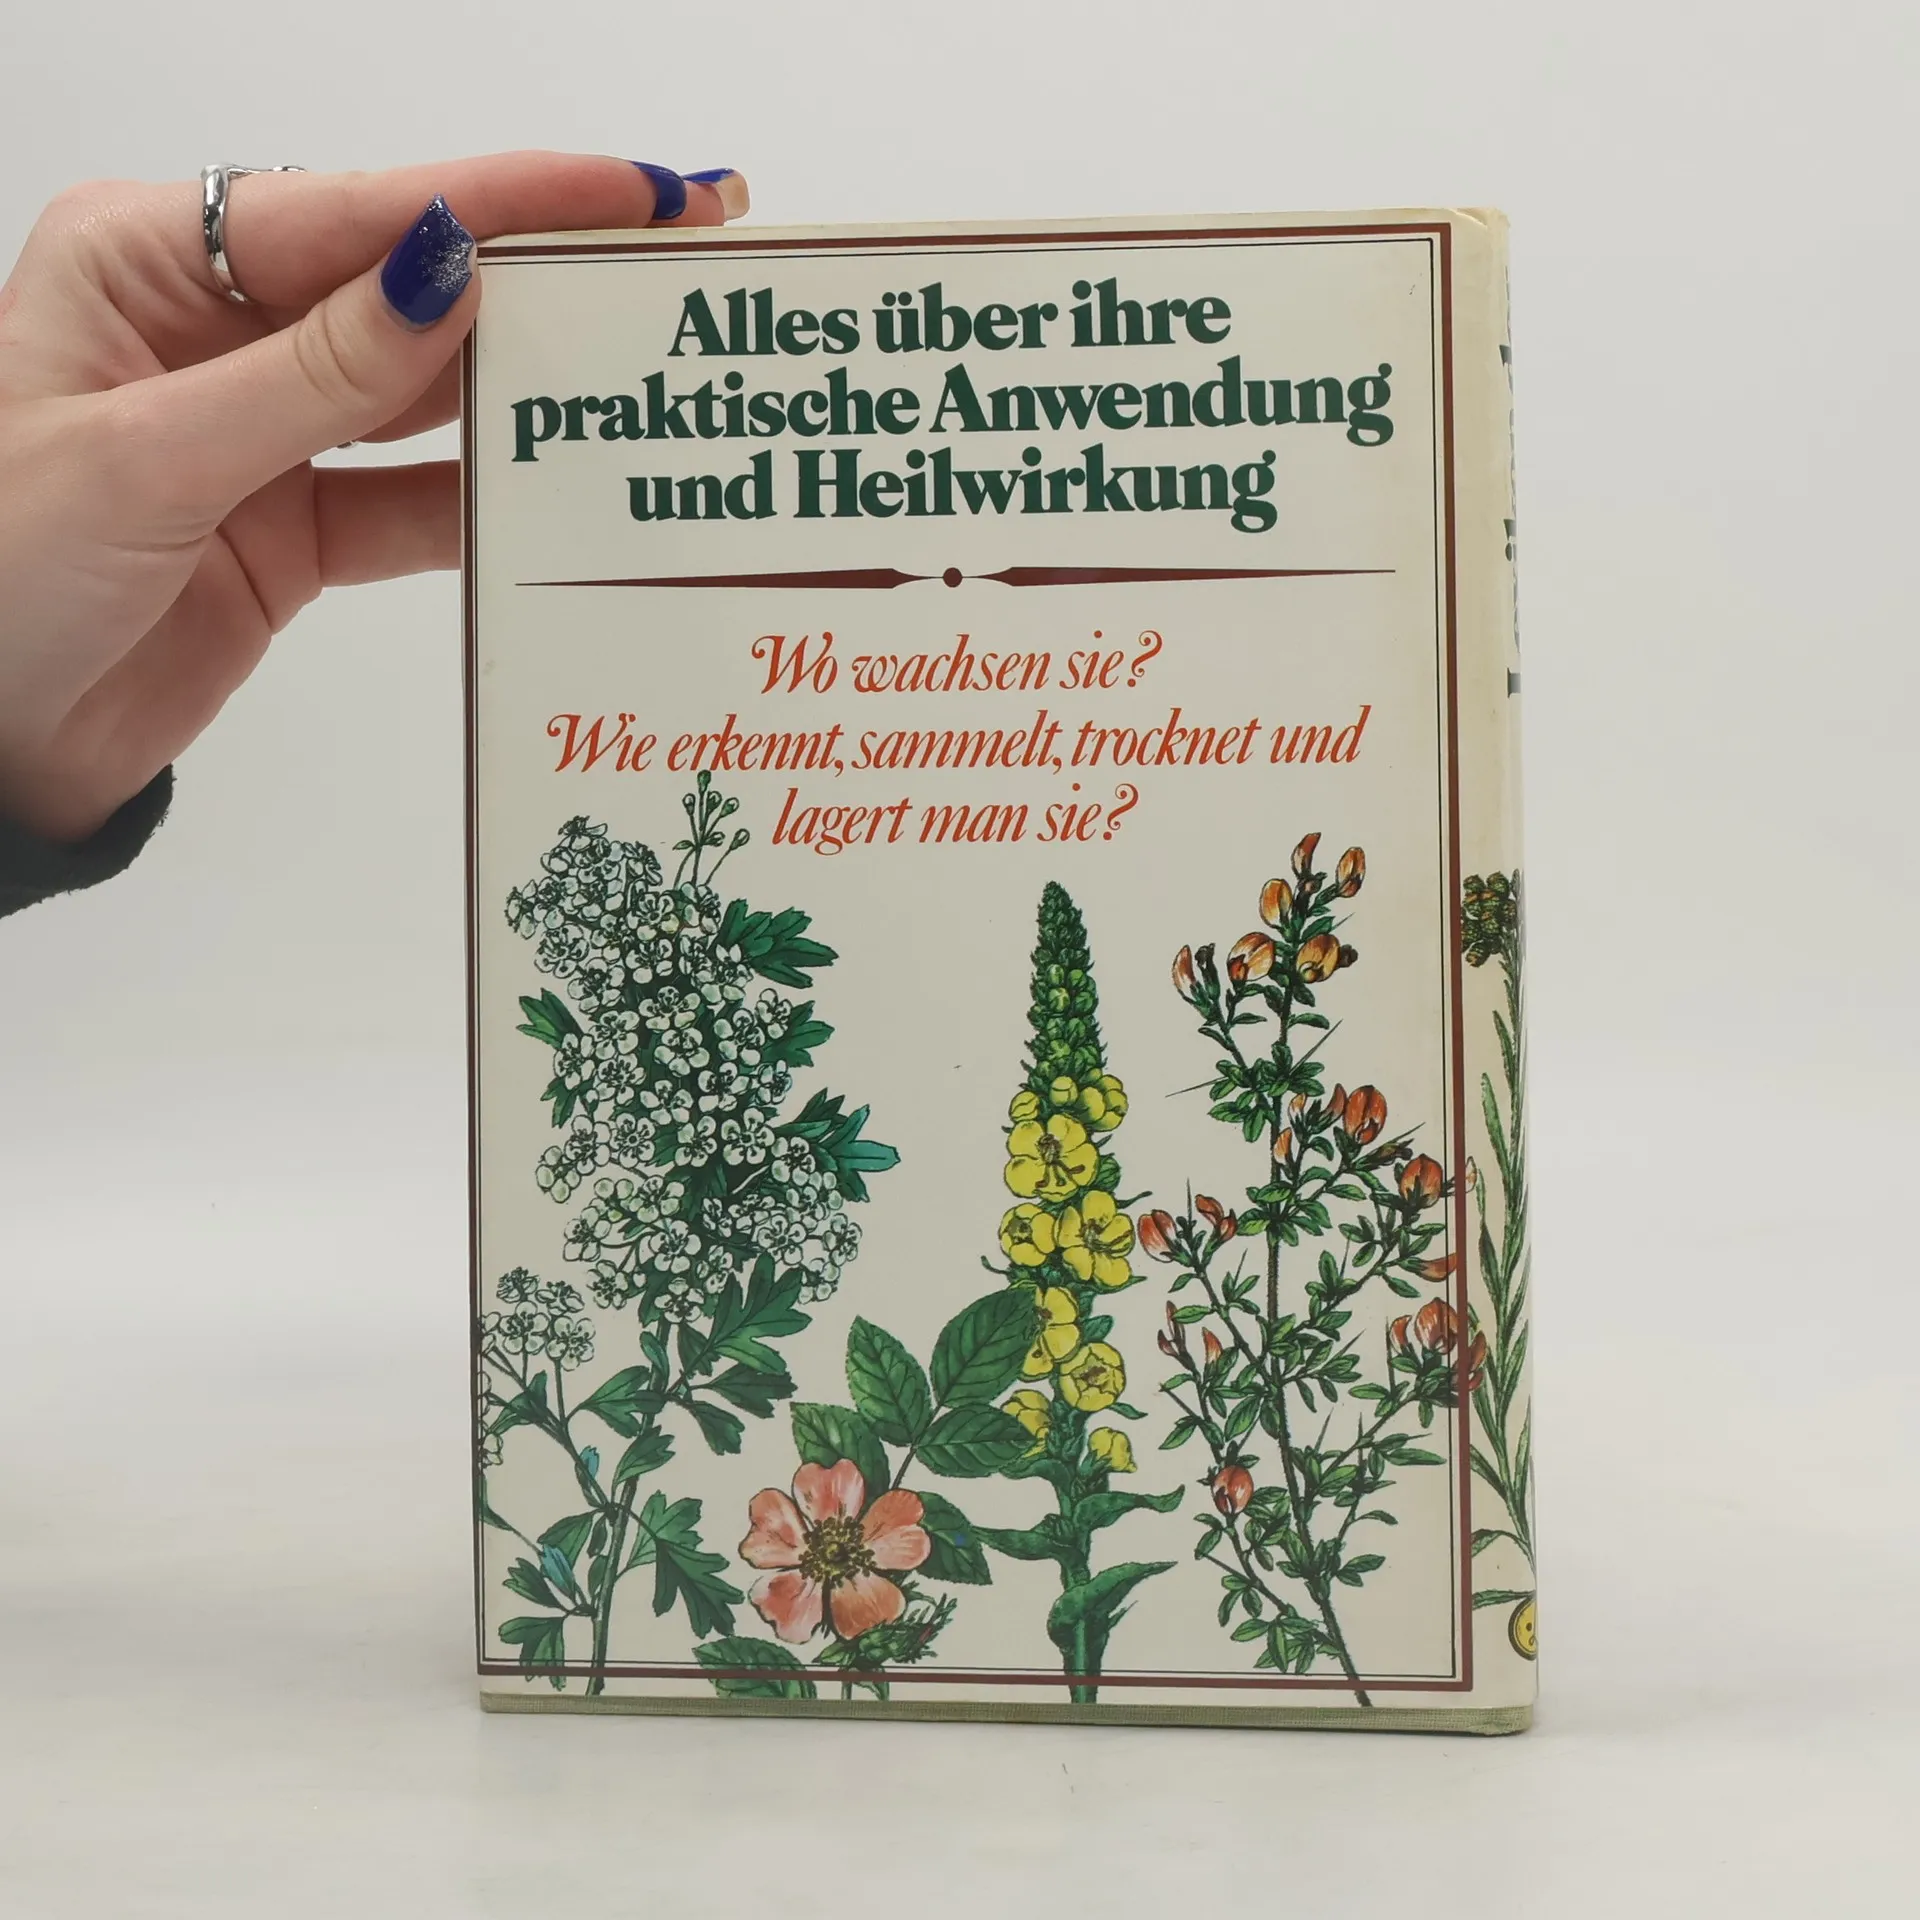 Alles über ihre
praktische Anwendung
und Heilwirkung
Wo wachsen sie?
Wie erkennt, sammelt, trocknet und
lagert man sie?